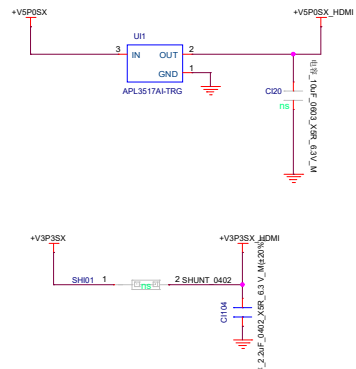 +V5P0SX
+V5P0SX_HDMI
UI1
3
IN
OUT
2
GND
1
APL3517AI-TRG
CI20
ns
电容_10uF_0603_X5R_6.3V_M
+V3P3SX
+V3P3SX_HDMI
SHI01
1
ns
2
SHUNT_0402
CI104
_2.2uF_0402_X5R_6.3 V_M(±20%)